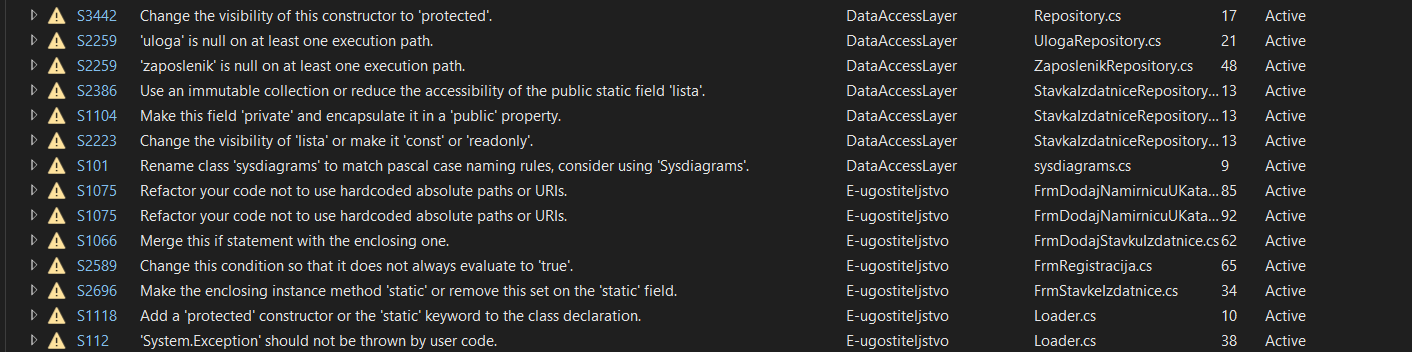 S3442 Change the visibility of this constructor to 'protected'. DataAccessLayer Repository.cs 17 Active
S2259 'uloga' is null on at least one execution path. DataAccessLayer UlogaRepository.cs 21 Active
S2259 'zaposlenik' is null on at least one execution path. DataAccessLayer ZaposlenikRepository.cs 48 Active
S2386 Use an immutable collection or reduce the accessibility of the public static field 'lista'. DataAccessLayer StavkaIzdatniceRepository... 13 Active
S1104 Make this field 'private' and encapsulate it in a 'public' property. DataAccessLayer StavkaIzdatniceRepository... 13 Active
S2223 Change the visibility of 'lista' or make it 'const' or 'readonly'. DataAccessLayer StavkaIzdatniceRepository... 13 Active
S101 Rename class 'sysdiagrams' to match pascal case naming rules, consider using 'Sysdiagrams'. DataAccessLayer sysdiagrams.cs 9 Active
S1075 Refactor your code not to use hardcoded absolute paths or URIs. E-ugostiteljstvo FrmDodajNamirnicuUKata... 85 Active
S1075 Refactor your code not to use hardcoded absolute paths or URIs. E-ugostiteljstvo FrmDodajNamirnicuUKata... 92 Active
S1066 Merge this if statement with the enclosing one. E-ugostiteljstvo FrmDodajStavkuIzdatnice.cs 62 Active
S2589 Change this condition so that it does not always evaluate to 'true'. E-ugostiteljstvo FrmRegistracija.cs 65 Active
S2696 Make the enclosing instance method 'static' or remove this set on the 'static' field. E-ugostiteljstvo FrmStavkeIzdatnice.cs 34 Active
S1118 Add a 'protected' constructor or the 'static' keyword to the class declaration. E-ugostiteljstvo Loader.cs 10 Active
S112 'System.Exception' should not be thrown by user code. E-ugostiteljstvo Loader.cs 38 Active